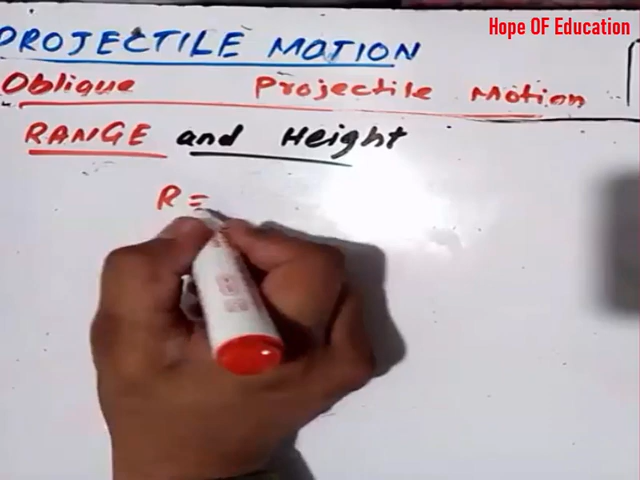 Hope OF Education
PROJECTILE MOTION
Oblique Projectile Motion
RANGE and Height
R =